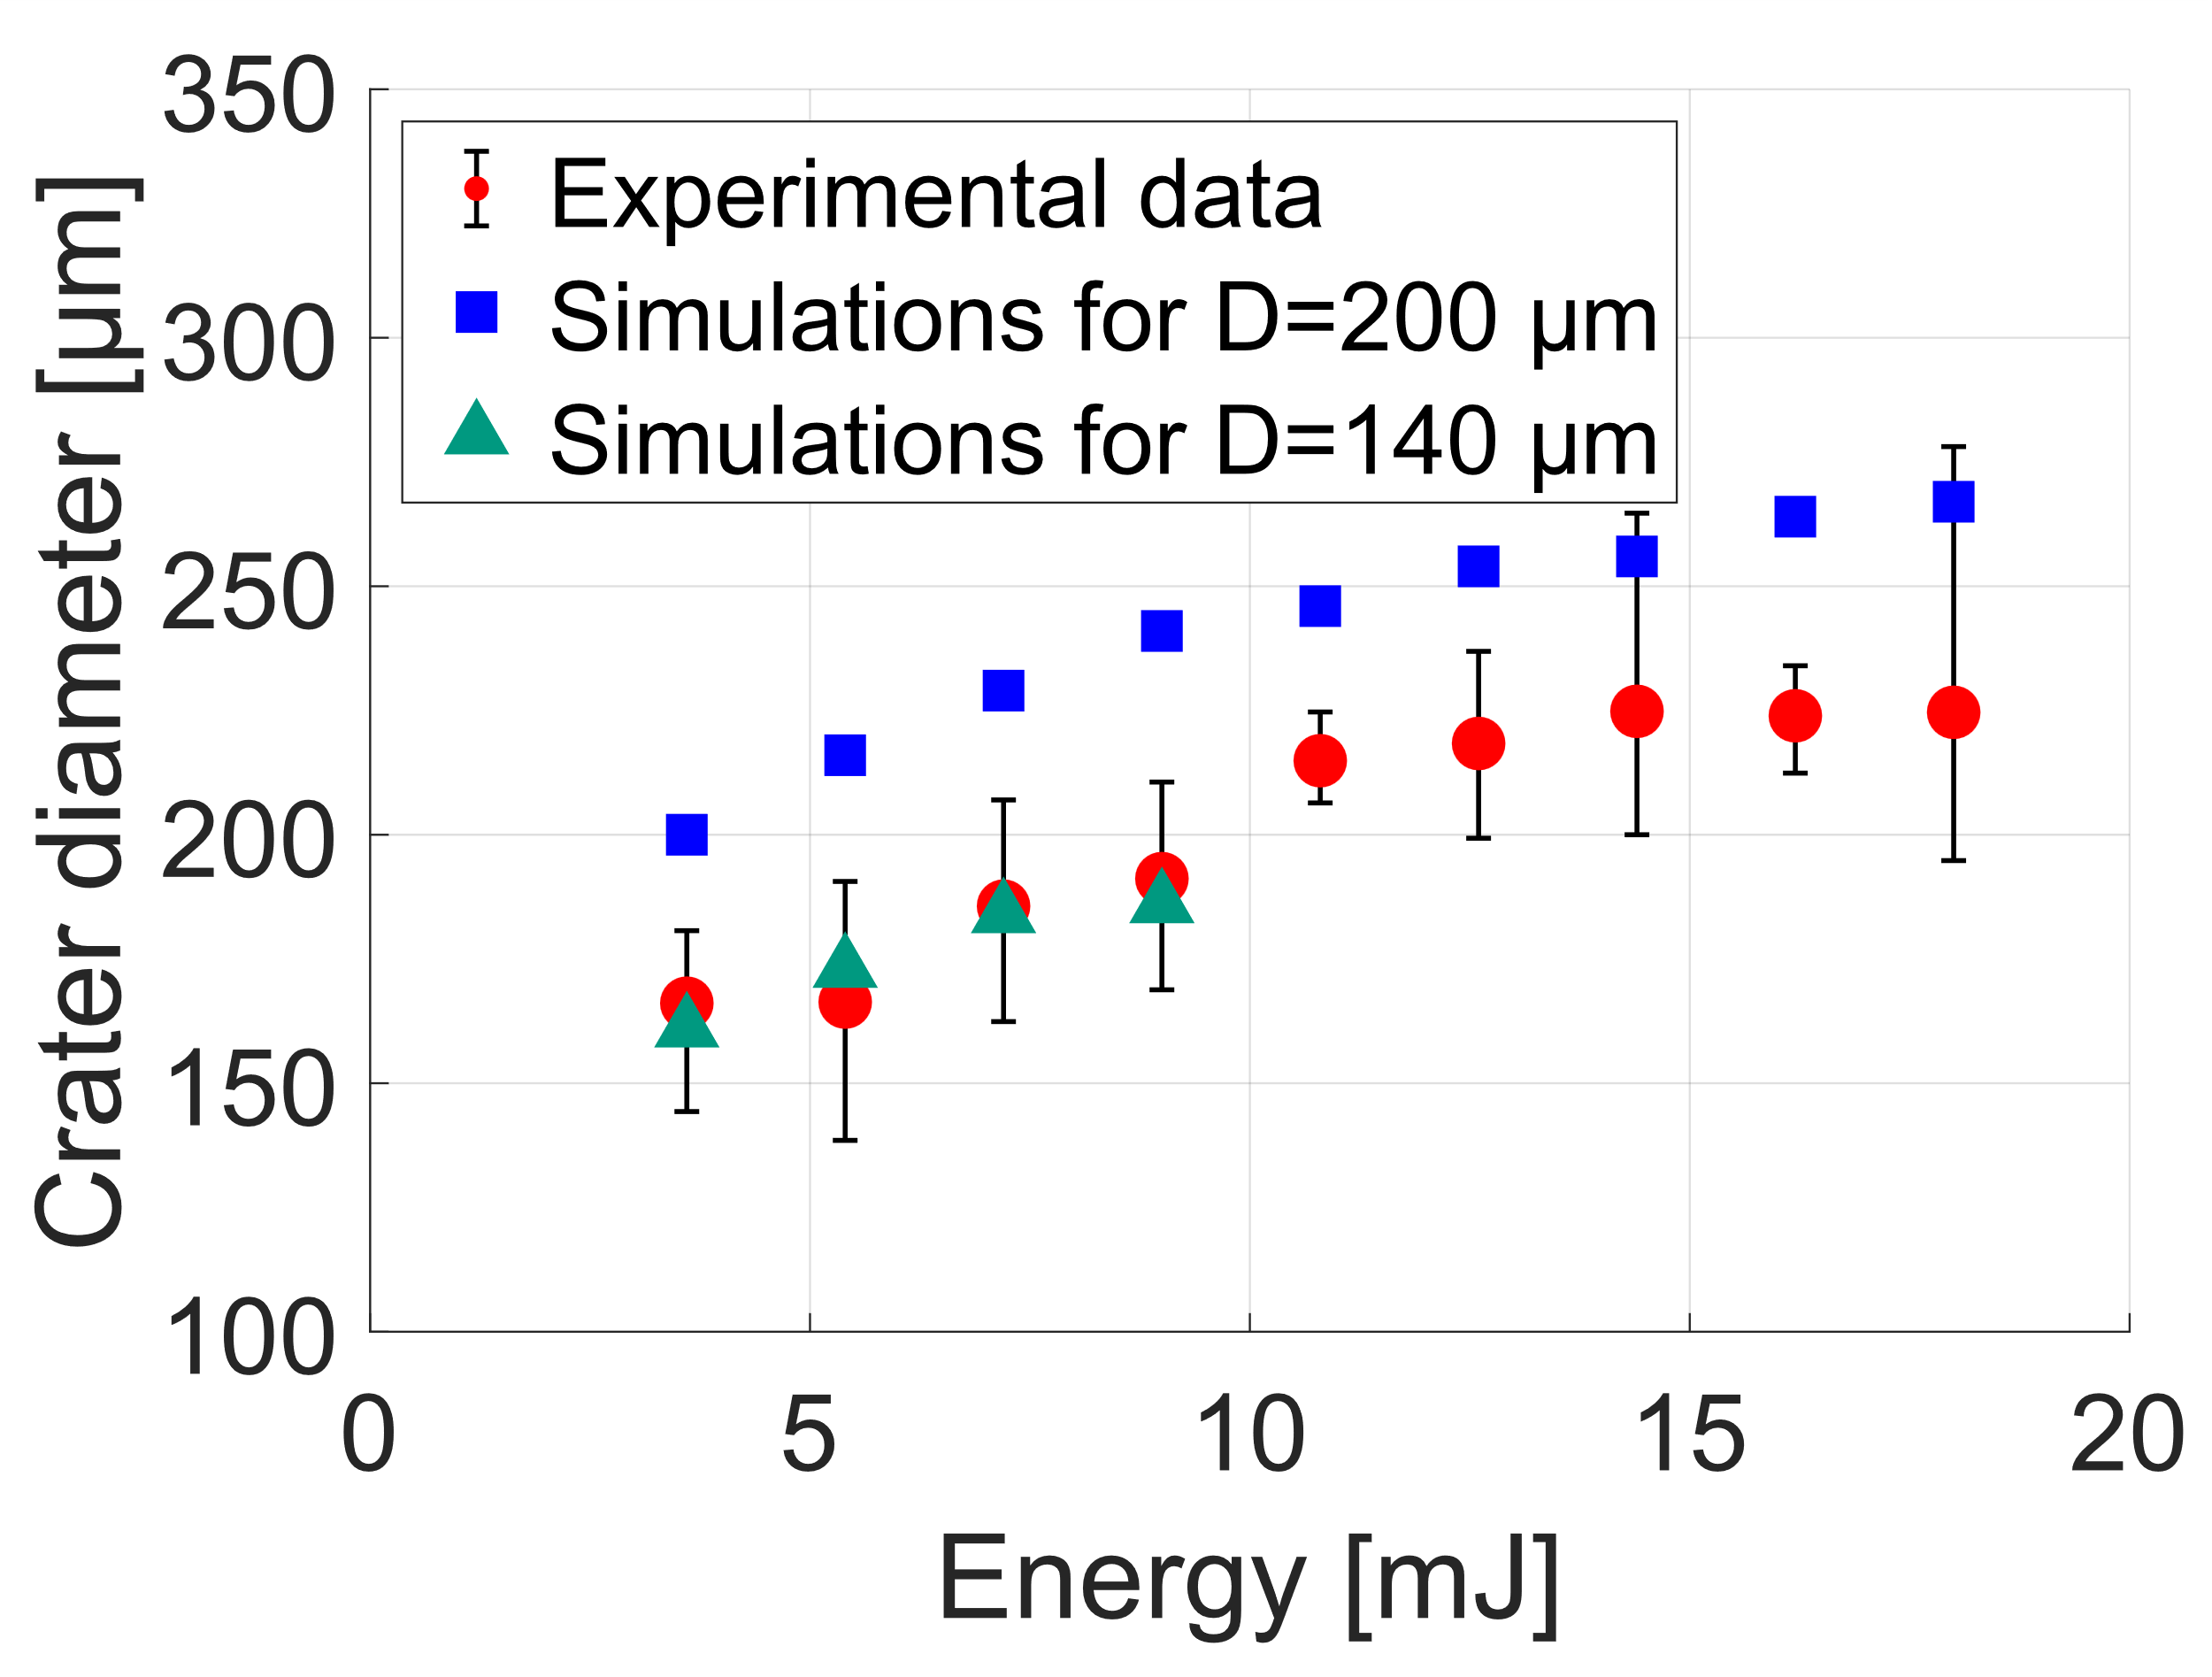 350
300
250
200
150
100
Crater diameter [µm]
Experimental data
Simulations for D=200 µm
Simulations for D=140 µm
0 5 10 15 20
Energy [mJ]